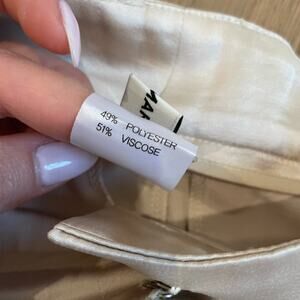 49% POLYESTER
51% VISCOSE